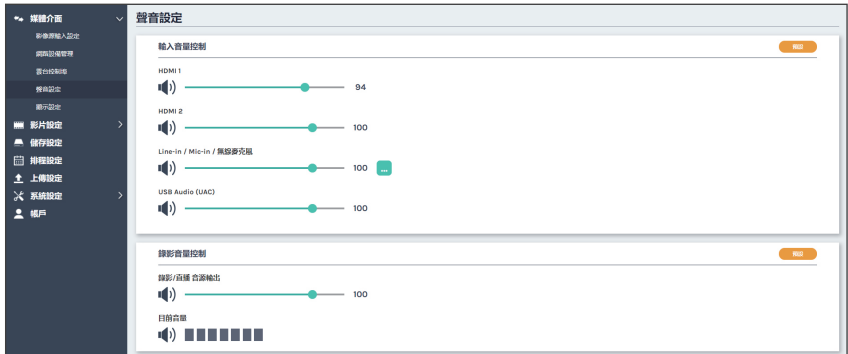 媒體介面
影像源輸入設定
網路設備管理
雲台控制埠
聲音設定
顯示設定
影片設定
儲存設定
排程設定
上傳設定
系統設定
帳戶
聲音設定
輸入音量控制
預設
HDMI 1
94
HDMI 2
100
Line-in / Mic-in / 無線麥克風
100
...
USB Audio (UAC)
100
錄影音量控制
預設
錄影/直播 音源輸出
100
目前音量